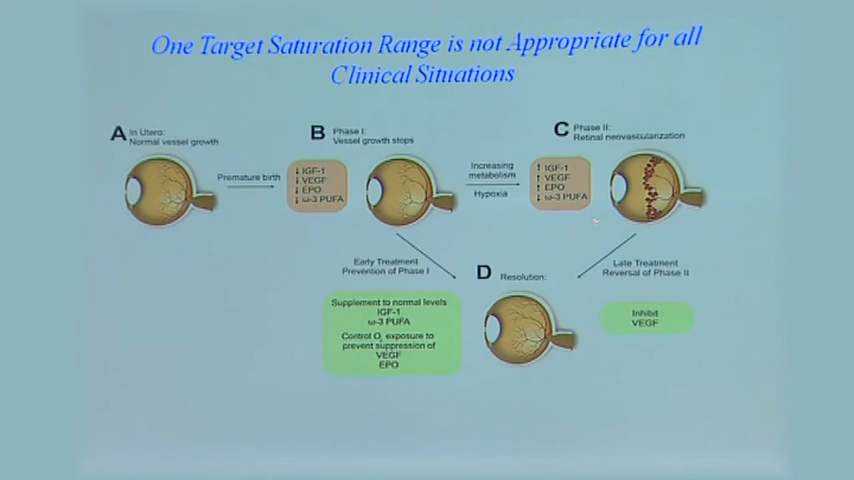 One Target Saturation Range is not Appropriate for all
Clinical Situations
A In Utero:
Normal vessel growth
B Phase I:
Vessel growth stops
C Phase II:
Retinal neovascularization
Premature birth
↓ IGF-1
↓ VEGF
↓ EPO
↓ ω-3 PUFA
Increasing
metabolism
Hypoxia
↑ IGF-1
↑ VEGF
↑ EPO
↓ ω-3 PUFA
Early Treatment
Prevention of Phase I
D Resolution:
Late Treatment
Reversal of Phase II
Supplement to normal levels
IGF-1
ω-3 PUFA
Control O₂ exposure to
prevent suppression of
VEGF
EPO
Inhibit
VEGF